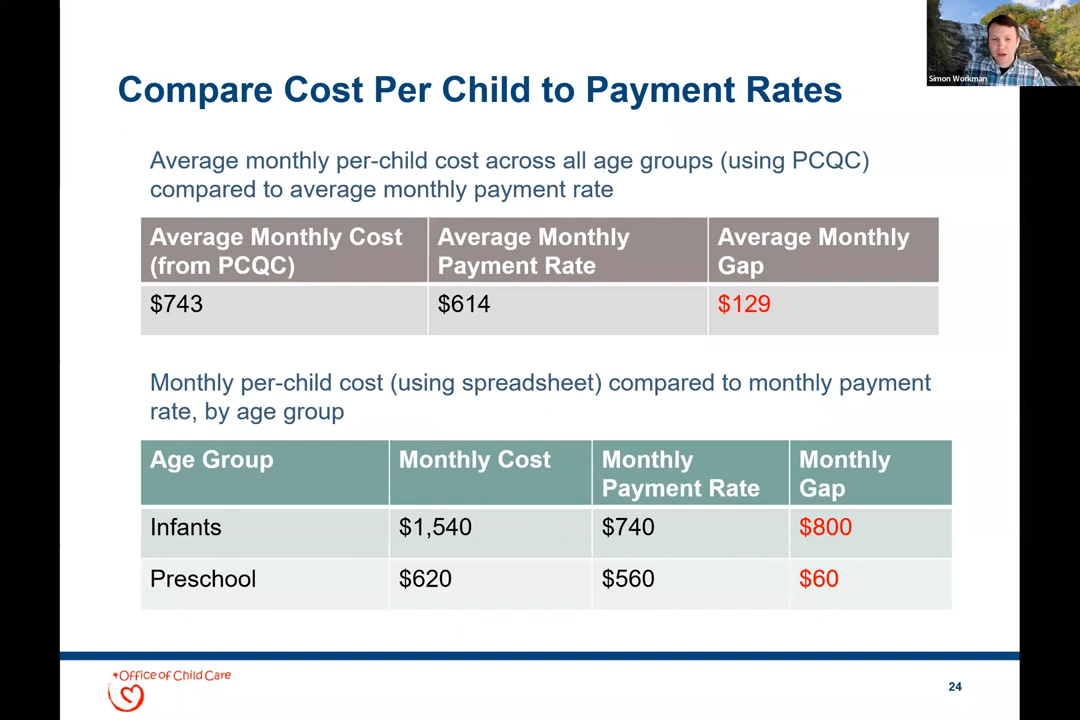 Simon Workman
Compare Cost Per Child to Payment Rates
Average monthly per-child cost across all age groups (using PCQC)
compared to average monthly payment rate
Average Monthly Cost
(from PCQC)
Average Monthly
Payment Rate
Average Monthly
Gap
$743
$614
$129
Monthly per-child cost (using spreadsheet) compared to monthly payment
rate, by age group
Age Group
Monthly Cost
Monthly
Payment Rate
Monthly
Gap
Infants
$1,540
$740
$800
Preschool
$620
$560
$60
Office of Child Care
24